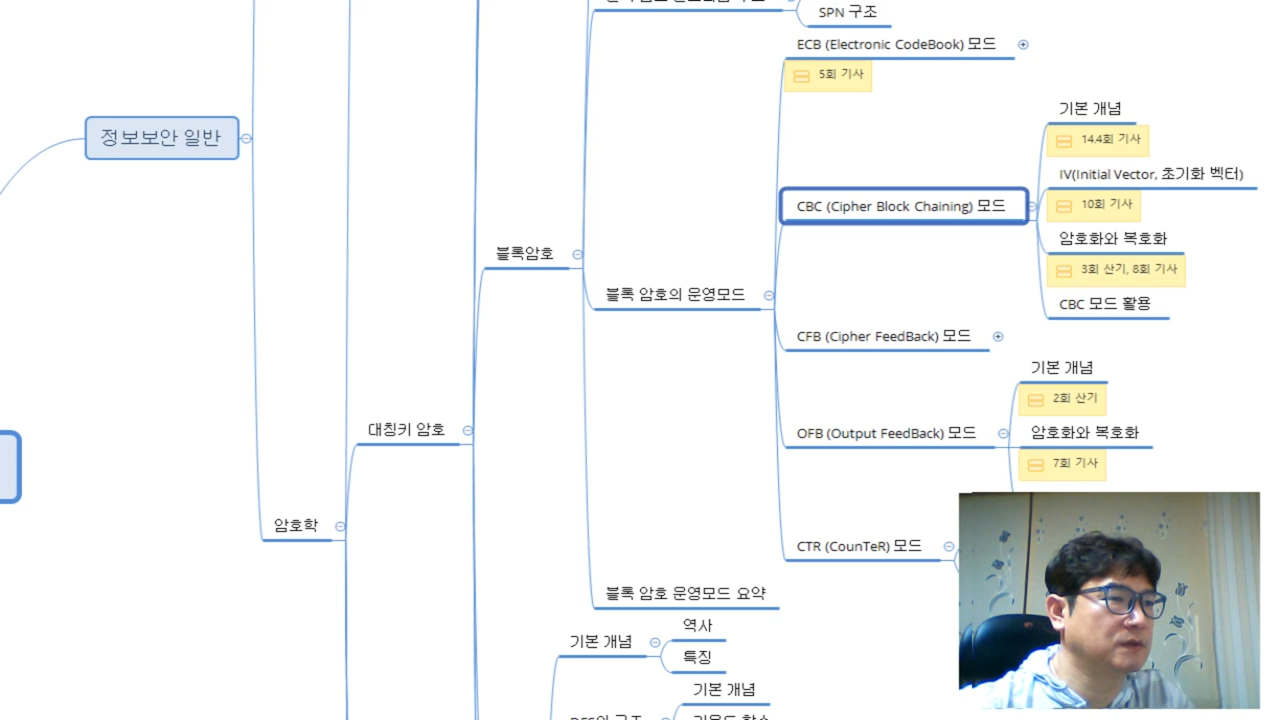 SPN 구조
ECB (Electronic CodeBook) 모드
5회 기사
정보보안 일반
기본 개념
14.4회 기사
IV(Initial Vector, 초기화 벡터)
CBC (Cipher Block Chaining) 모드
10회 기사
암호화와 복호화
3회 산기, 8회 기사
블록암호
블록 암호의 운영모드
CBC 모드 활용
CFB (Cipher FeedBack) 모드
기본 개념
2회 산기
대칭키 암호
OFB (Output FeedBack) 모드
암호화와 복호화
7회 기사
암호학
CTR (CounTeR) 모드
블록 암호 운영모드 요약
역사
기본 개념
특징
기본 개념